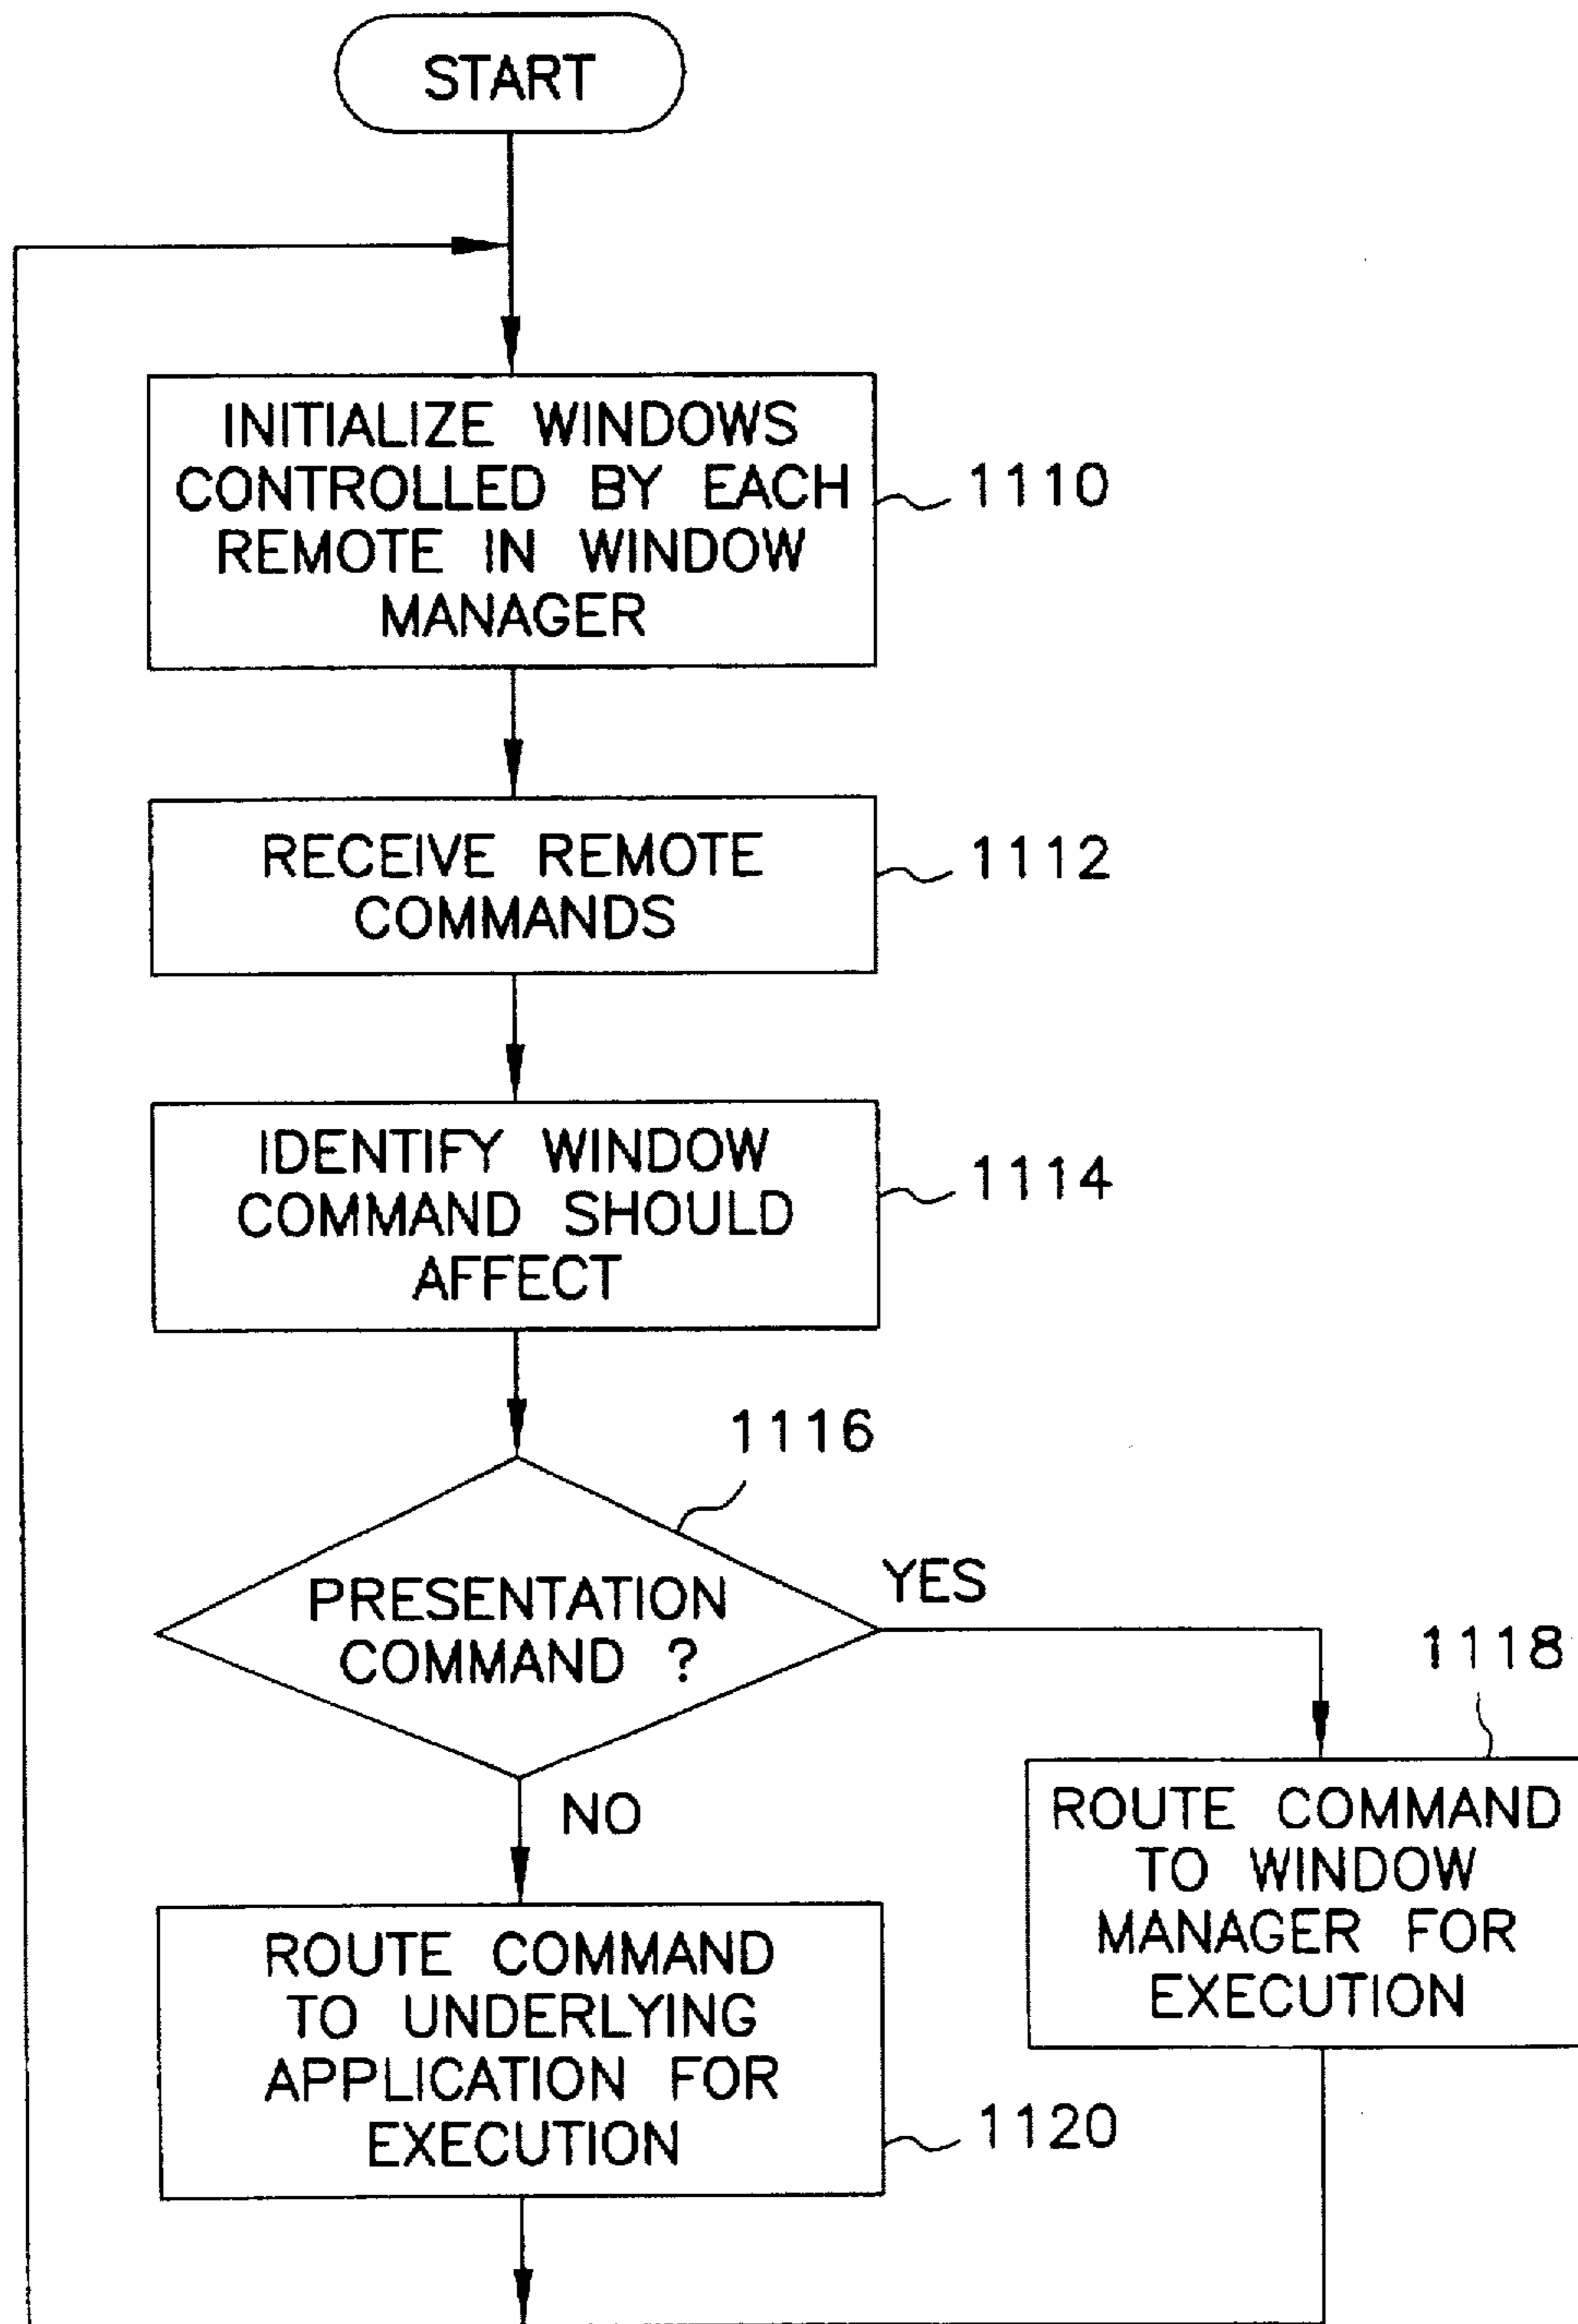 START
INITIALIZE WINDOWS
CONTROLLED BY EACH
REMOTE IN WINDOW
MANAGER
1110
RECEIVE REMOTE
COMMANDS
1112
IDENTIFY WINDOW
COMMAND SHOULD
AFFECT
1114
1116
PRESENTATION
COMMAND ?
YES
NO
1118
ROUTE COMMAND
TO WINDOW
MANAGER FOR
EXECUTION
ROUTE COMMAND
TO UNDERLYING
APPLICATION FOR
EXECUTION
1120